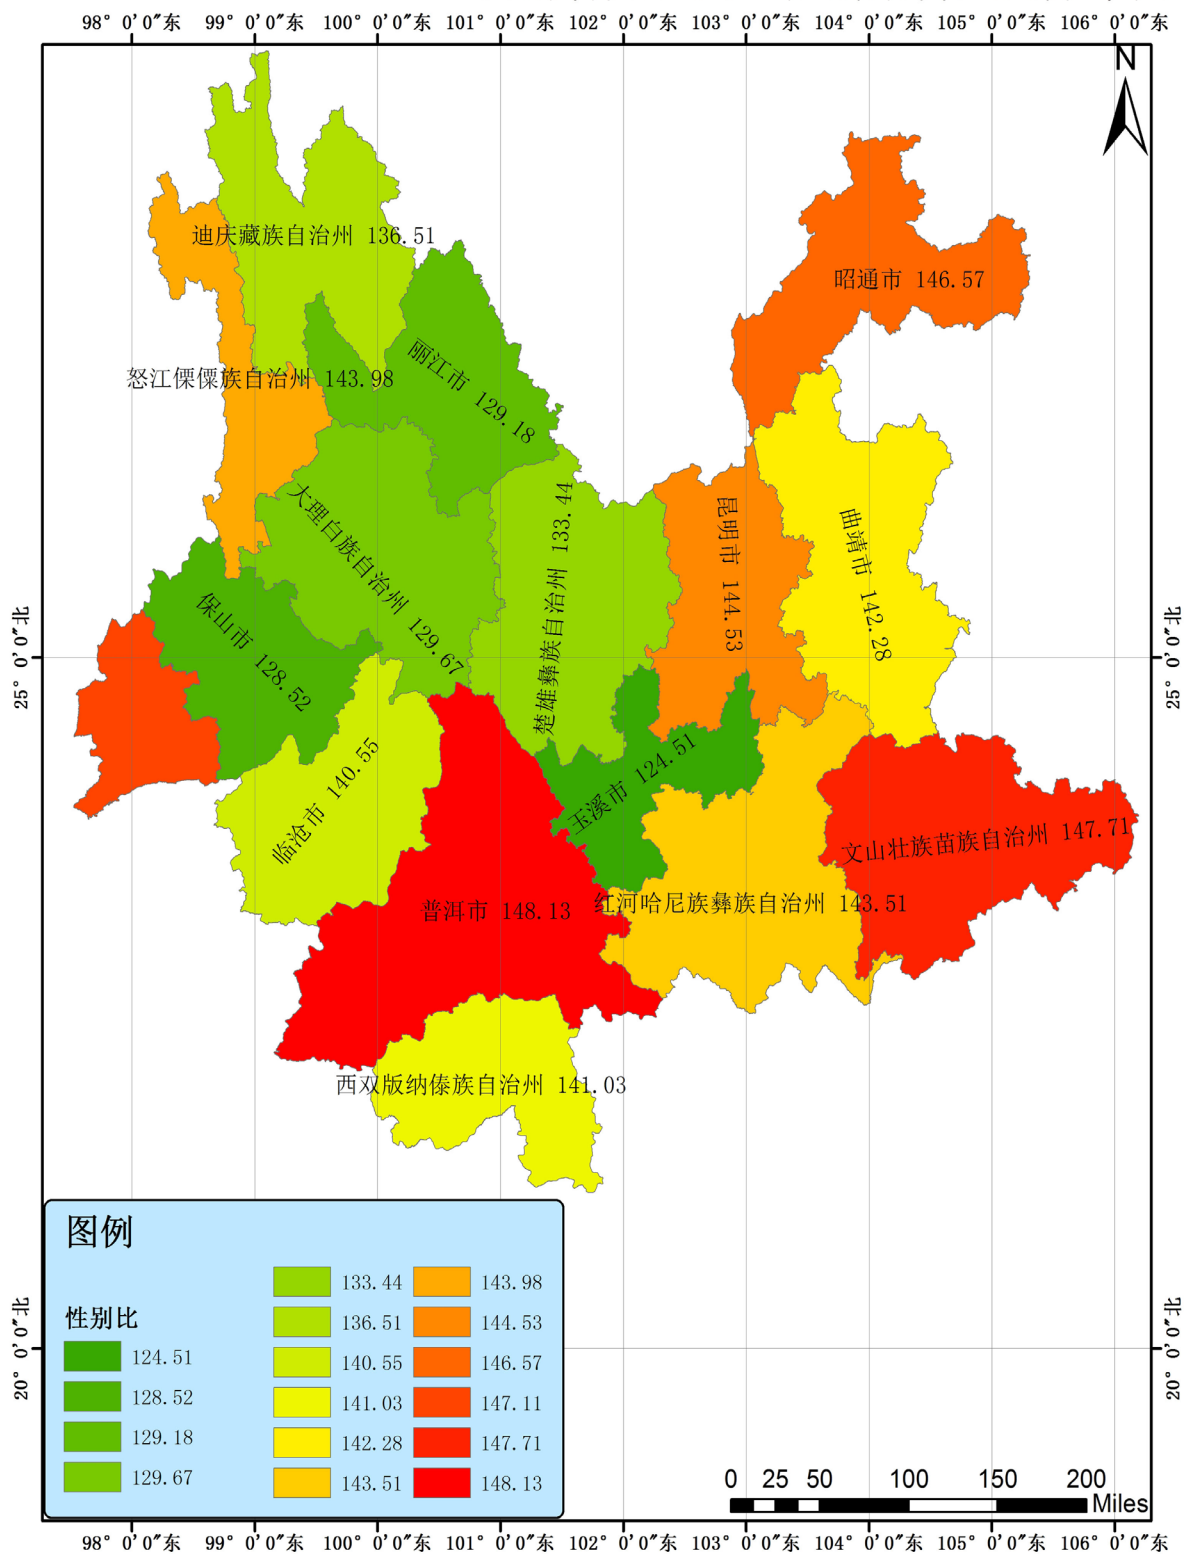 98° 0′ 0″东 99° 0′ 0″东 100° 0′ 0″东 101° 0′ 0″东 102° 0′ 0″东 103° 0′ 0″东 104° 0′ 0″东 105° 0′ 0″东 106° 0′ 0″东
N
迪庆藏族自治州 136.51
昭通市 146.57
怒江傈僳族自治州 143.98
丽江市 129.18
大理白族自治州 129.67
楚雄彝族自治州 133.44
昆明市 144.53
曲靖市 142.28
保山市 128.52
25° 0′ 0″北
25° 0′ 0″北
临沧市 140.55
玉溪市 124.51
文山壮族苗族自治州 147.71
普洱市 148.13
红河哈尼族彝族自治州 143.51
西双版纳傣族自治州 141.03
图例
性别比
124.51
128.52
129.18
129.67
133.44
136.51
140.55
141.03
142.28
143.51
143.98
144.53
146.57
147.11
147.71
148.13
20° 0′ 0″北
20° 0′ 0″北
0 25 50 100 150 200
Miles
98° 0′ 0″东 99° 0′ 0″东 100° 0′ 0″东 101° 0′ 0″东 102° 0′ 0″东 103° 0′ 0″东 104° 0′ 0″东 105° 0′ 0″东 106° 0′ 0″东